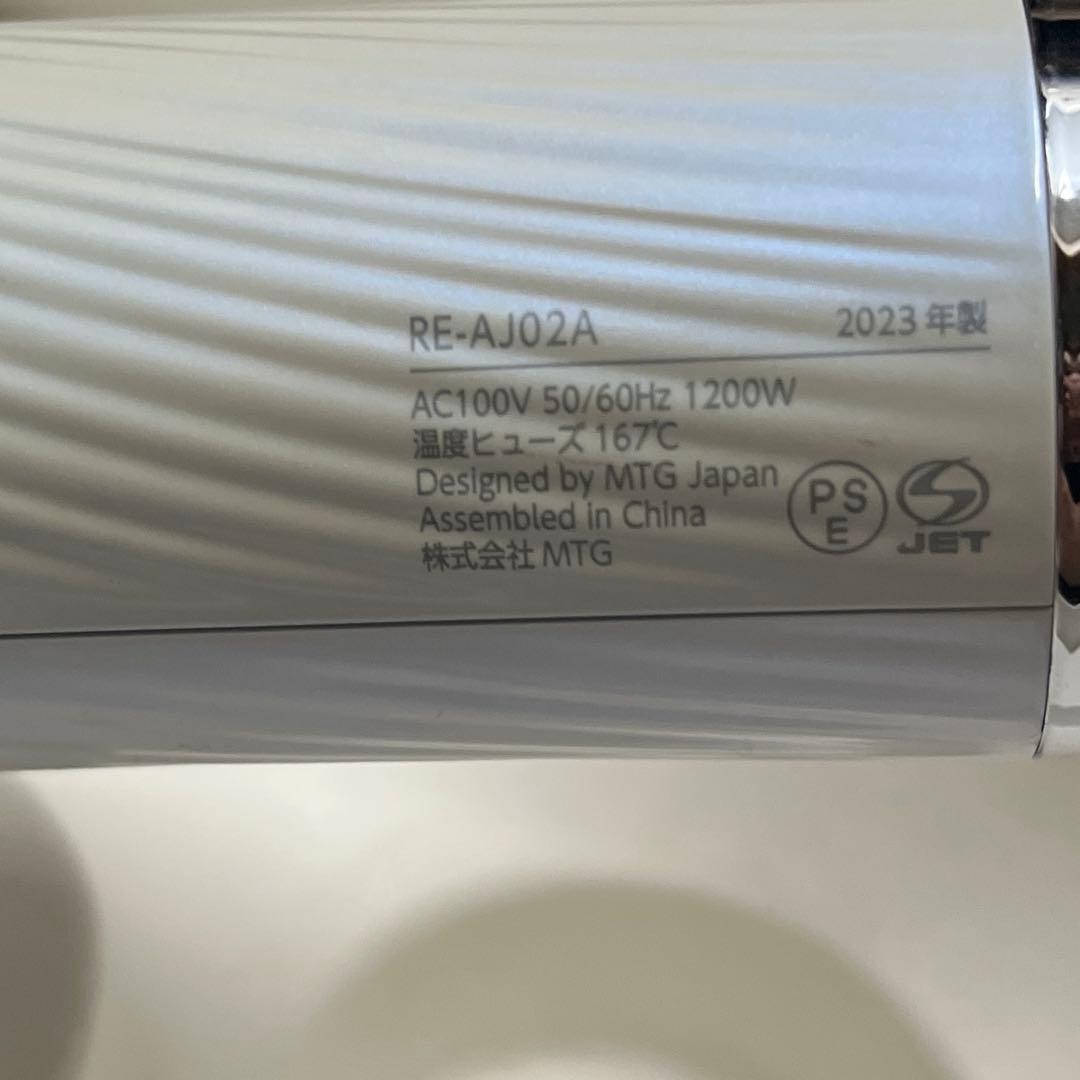 RE-AJ02A 2023年製
AC100V 50/60Hz 1200W
温度ヒューズ 167℃
Designed by MTG Japan
Assembled in China
株式会社 MTG
PS
E
JET